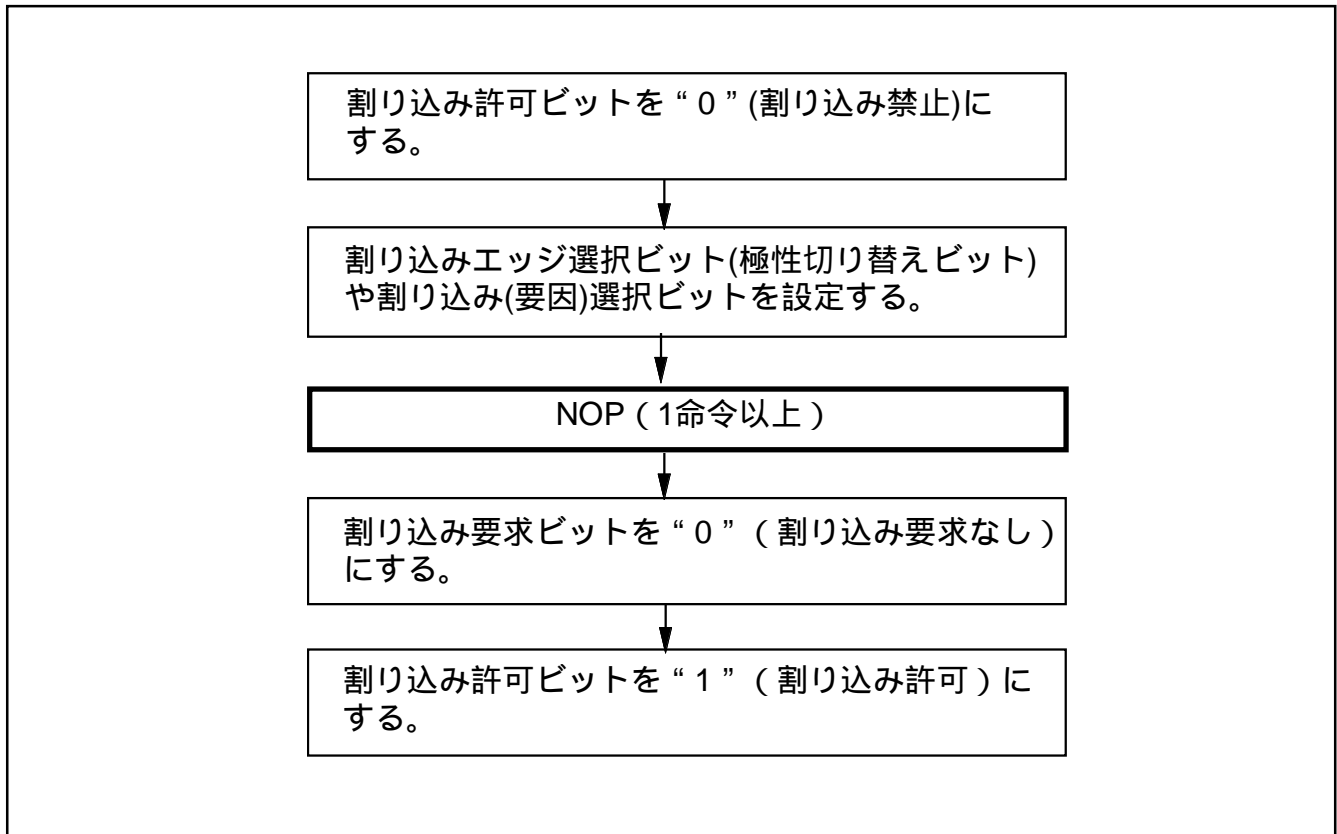 割り込み許可ビットを“0”(割り込み禁止)に
する。
割り込みエッジ選択ビット(極性切り替えビット)
や割り込み(要因)選択ビットを設定する。
NOP（1命令以上）
割り込み要求ビットを“0”（割り込み要求なし）
にする。
割り込み許可ビットを“1”（割り込み許可）に
する。